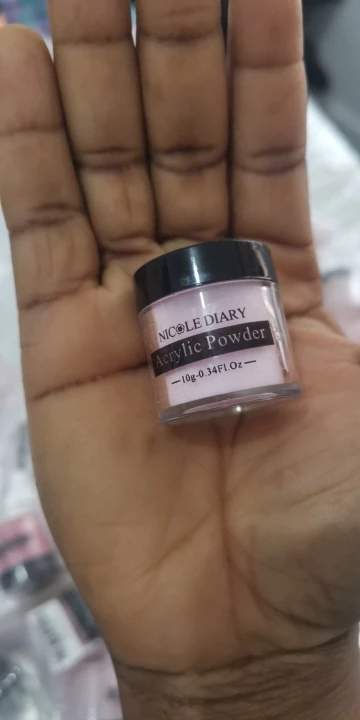 NICOLE DIARY
Acrylic Powder
10g-0.34Fl.Oz